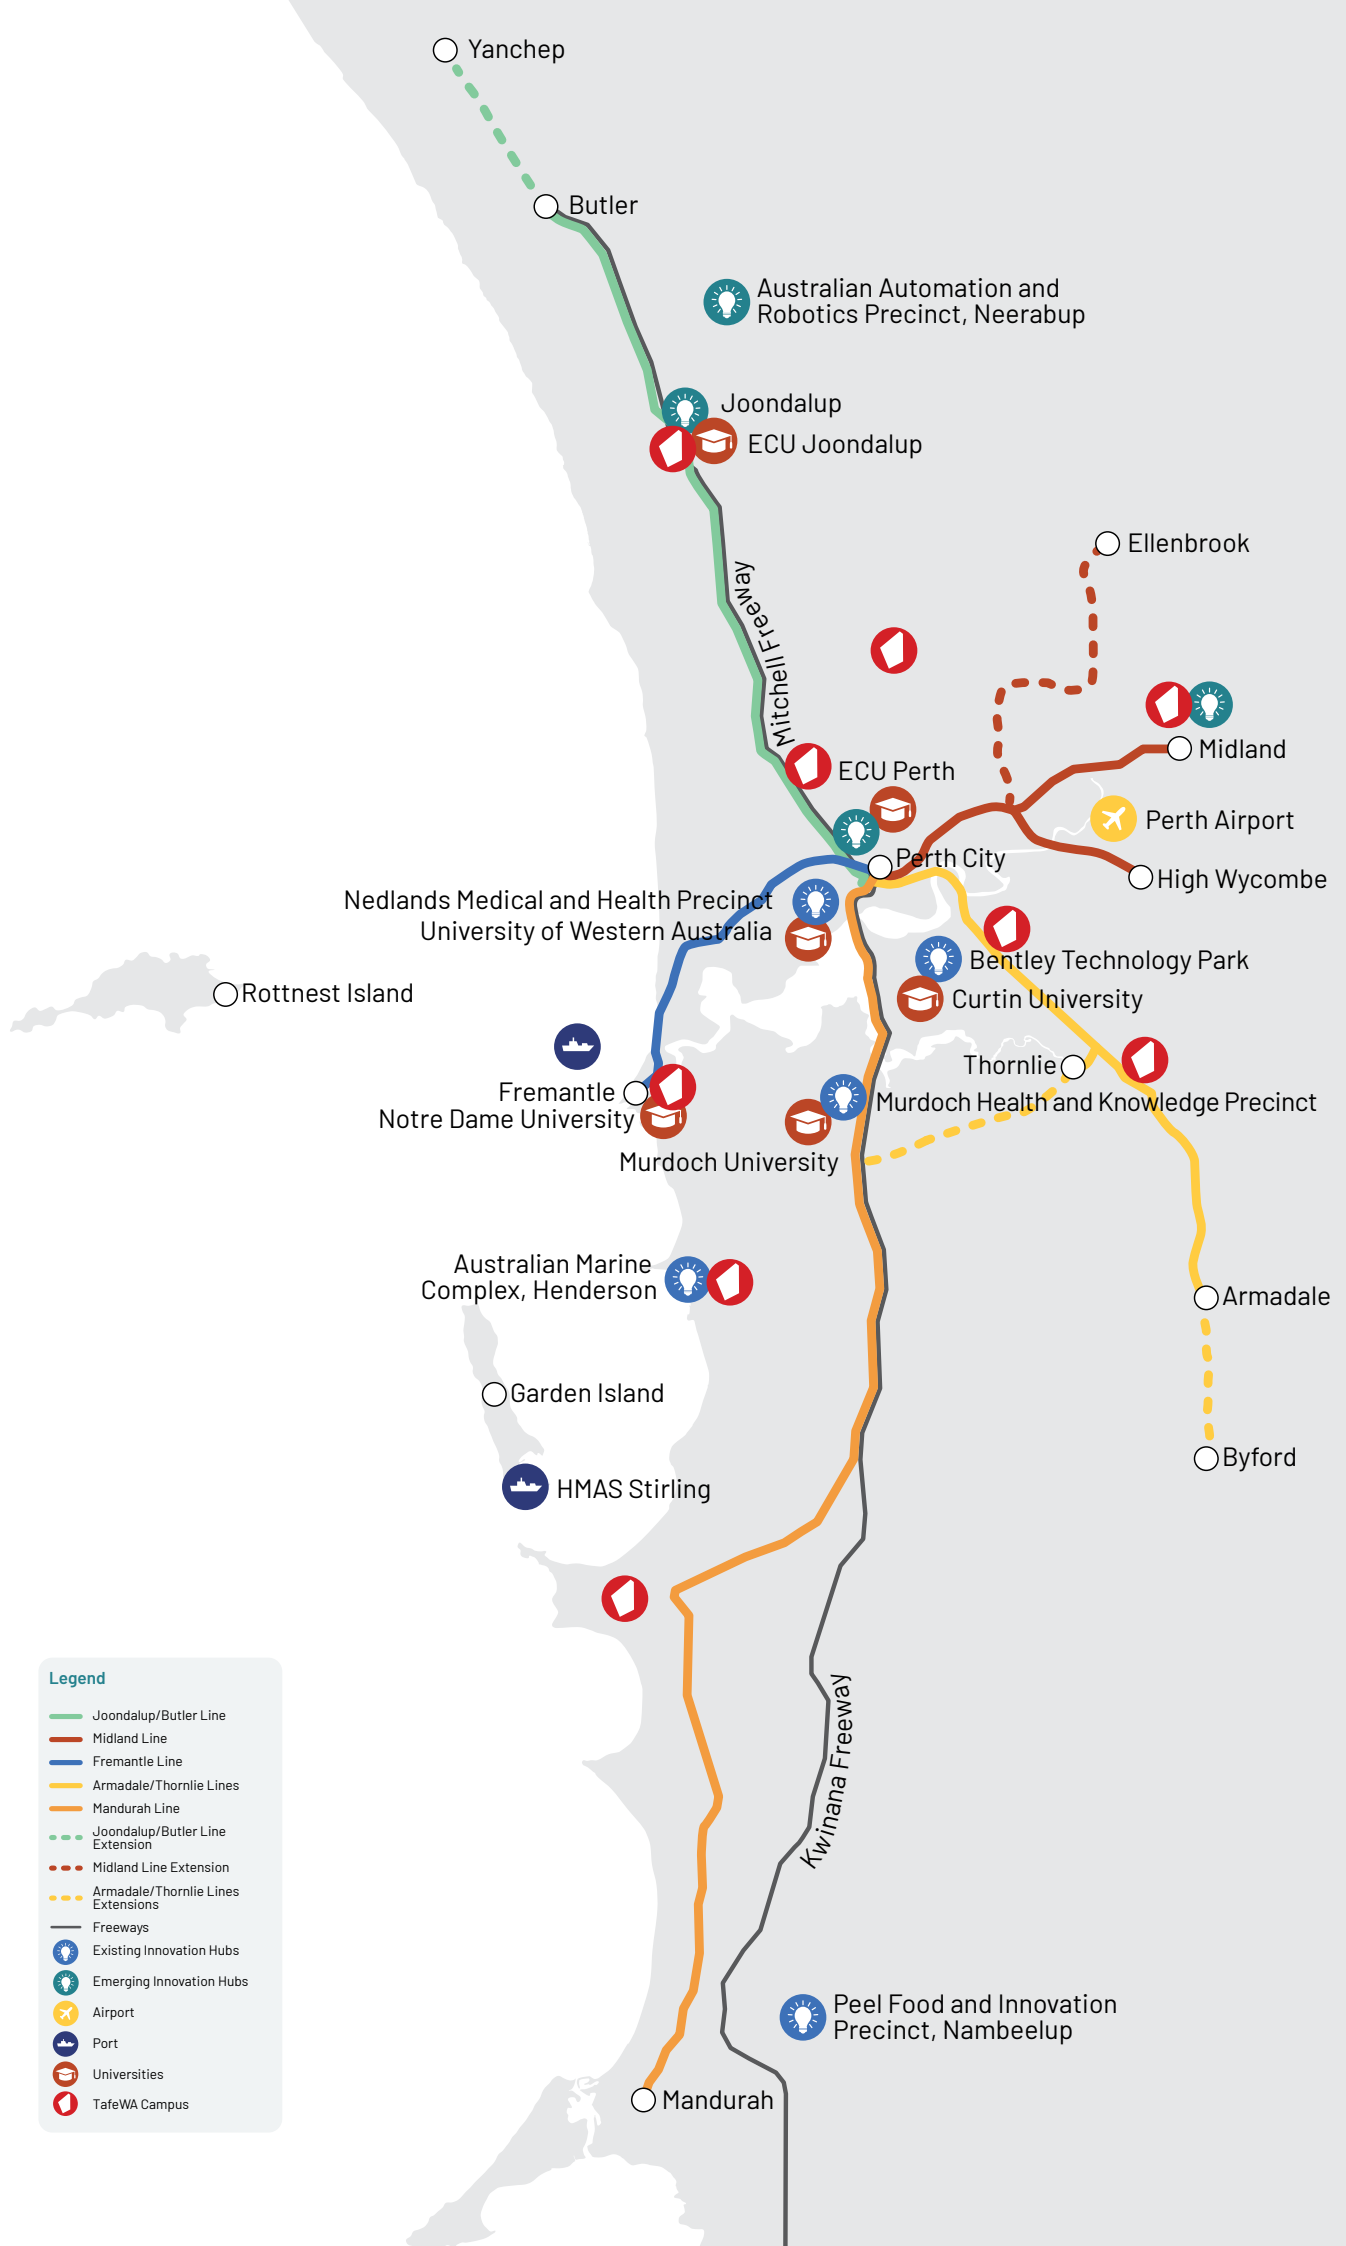 Yanchep
Butler
Australian Automation and
Robotics Precinct, Neerabup
Joondalup
ECU Joondalup
Ellenbrook
Mitchell Freeway
Midland
ECU Perth
Perth Airport
Perth City
High Wycombe
Nedlands Medical and Health Precinct
University of Western Australia
Bentley Technology Park
Rottnest Island
Curtin University
Thornlie
Fremantle
Murdoch Health and Knowledge Precinct
Notre Dame University
Murdoch University
Australian Marine
Complex, Henderson
Armadale
Garden Island
Byford
HMAS Stirling
Kwinana Freeway
Legend
Joondalup/Butler Line
Midland Line
Fremantle Line
Armadale/Thornlie Lines
Mandurah Line
Joondalup/Butler Line
Extension
Midland Line Extension
Armadale/Thornlie Lines
Extensions
Freeways
Existing Innovation Hubs
Emerging Innovation Hubs
Airport
Port
Universities
TafeWA Campus
Peel Food and Innovation
Precinct, Nambeelup
Mandurah